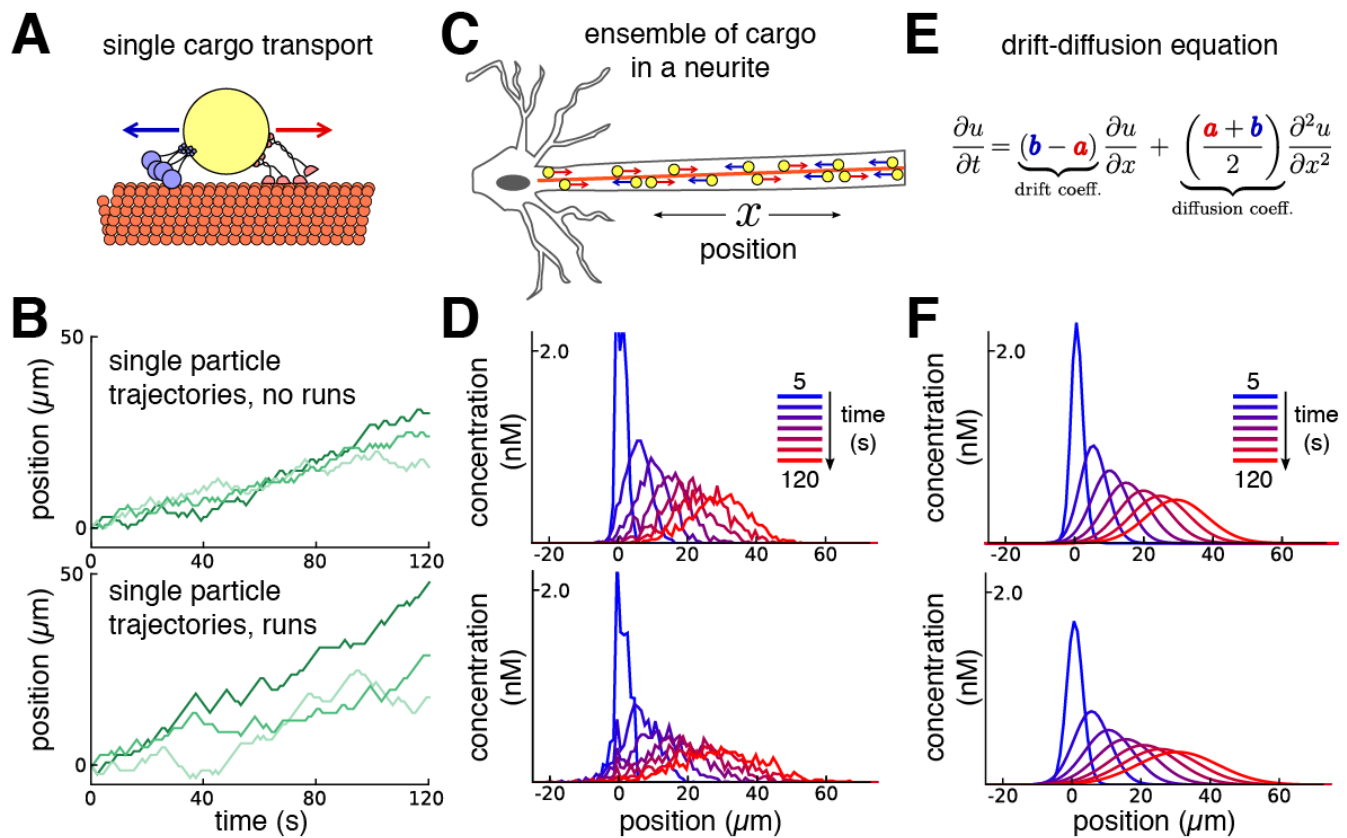 A
single cargo transport
B
50
position (μm)
0
single particle
trajectories, no runs
0
40
80
120
50
position (μm)
0
single particle
trajectories, runs
0
40
80
120
time (s)
C
ensemble of cargo
in a neurite
x
position
D
concentration
(nM)
2.0
5
time
(s)
120
-20
0
20
40
60
concentration
(nM)
2.0
-20
0
20
40
60
position (μm)
E
drift-diffusion equation
∂u/∂t = (b − a) ∂u/∂x + ((a + b)/2) ∂²u/∂x²
drift coeff.
diffusion coeff.
F
concentration
(nM)
2.0
5
time
(s)
120
-20
0
20
40
60
concentration
(nM)
2.0
-20
0
20
40
60
position (μm)